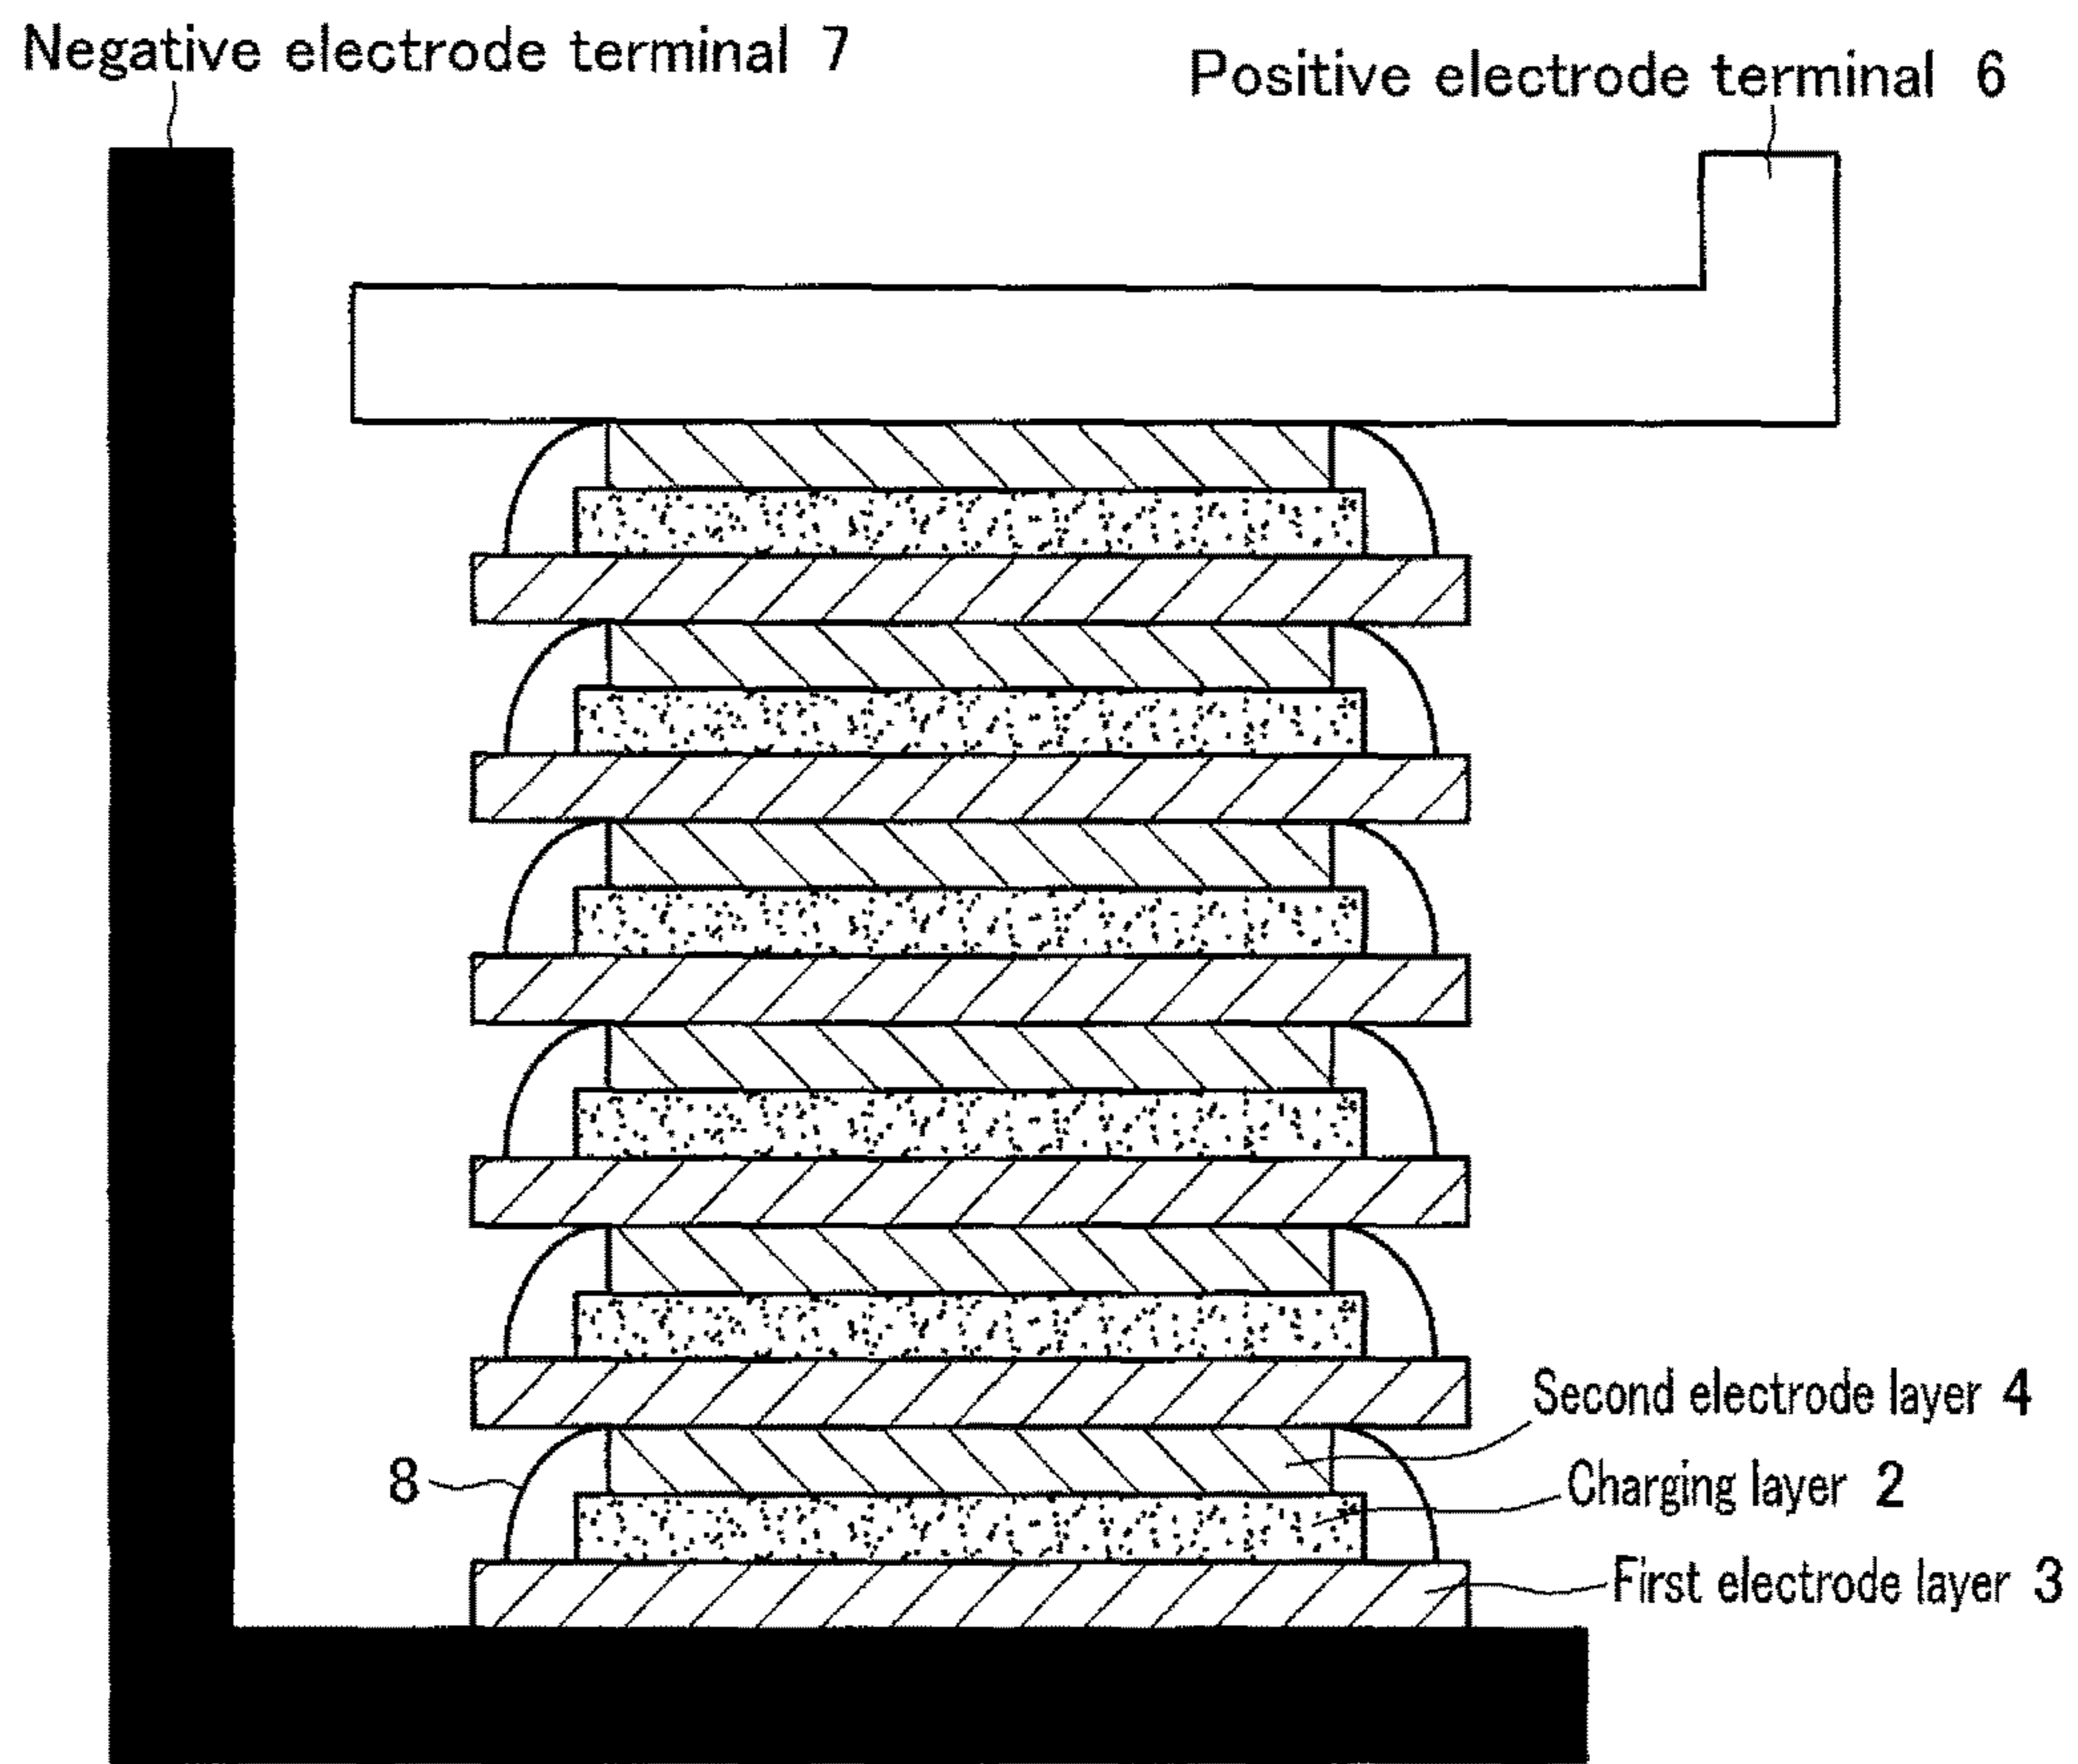 Negative electrode terminal 7
Positive electrode terminal 6
Second electrode layer 4
8
Charging layer 2
First electrode layer 3